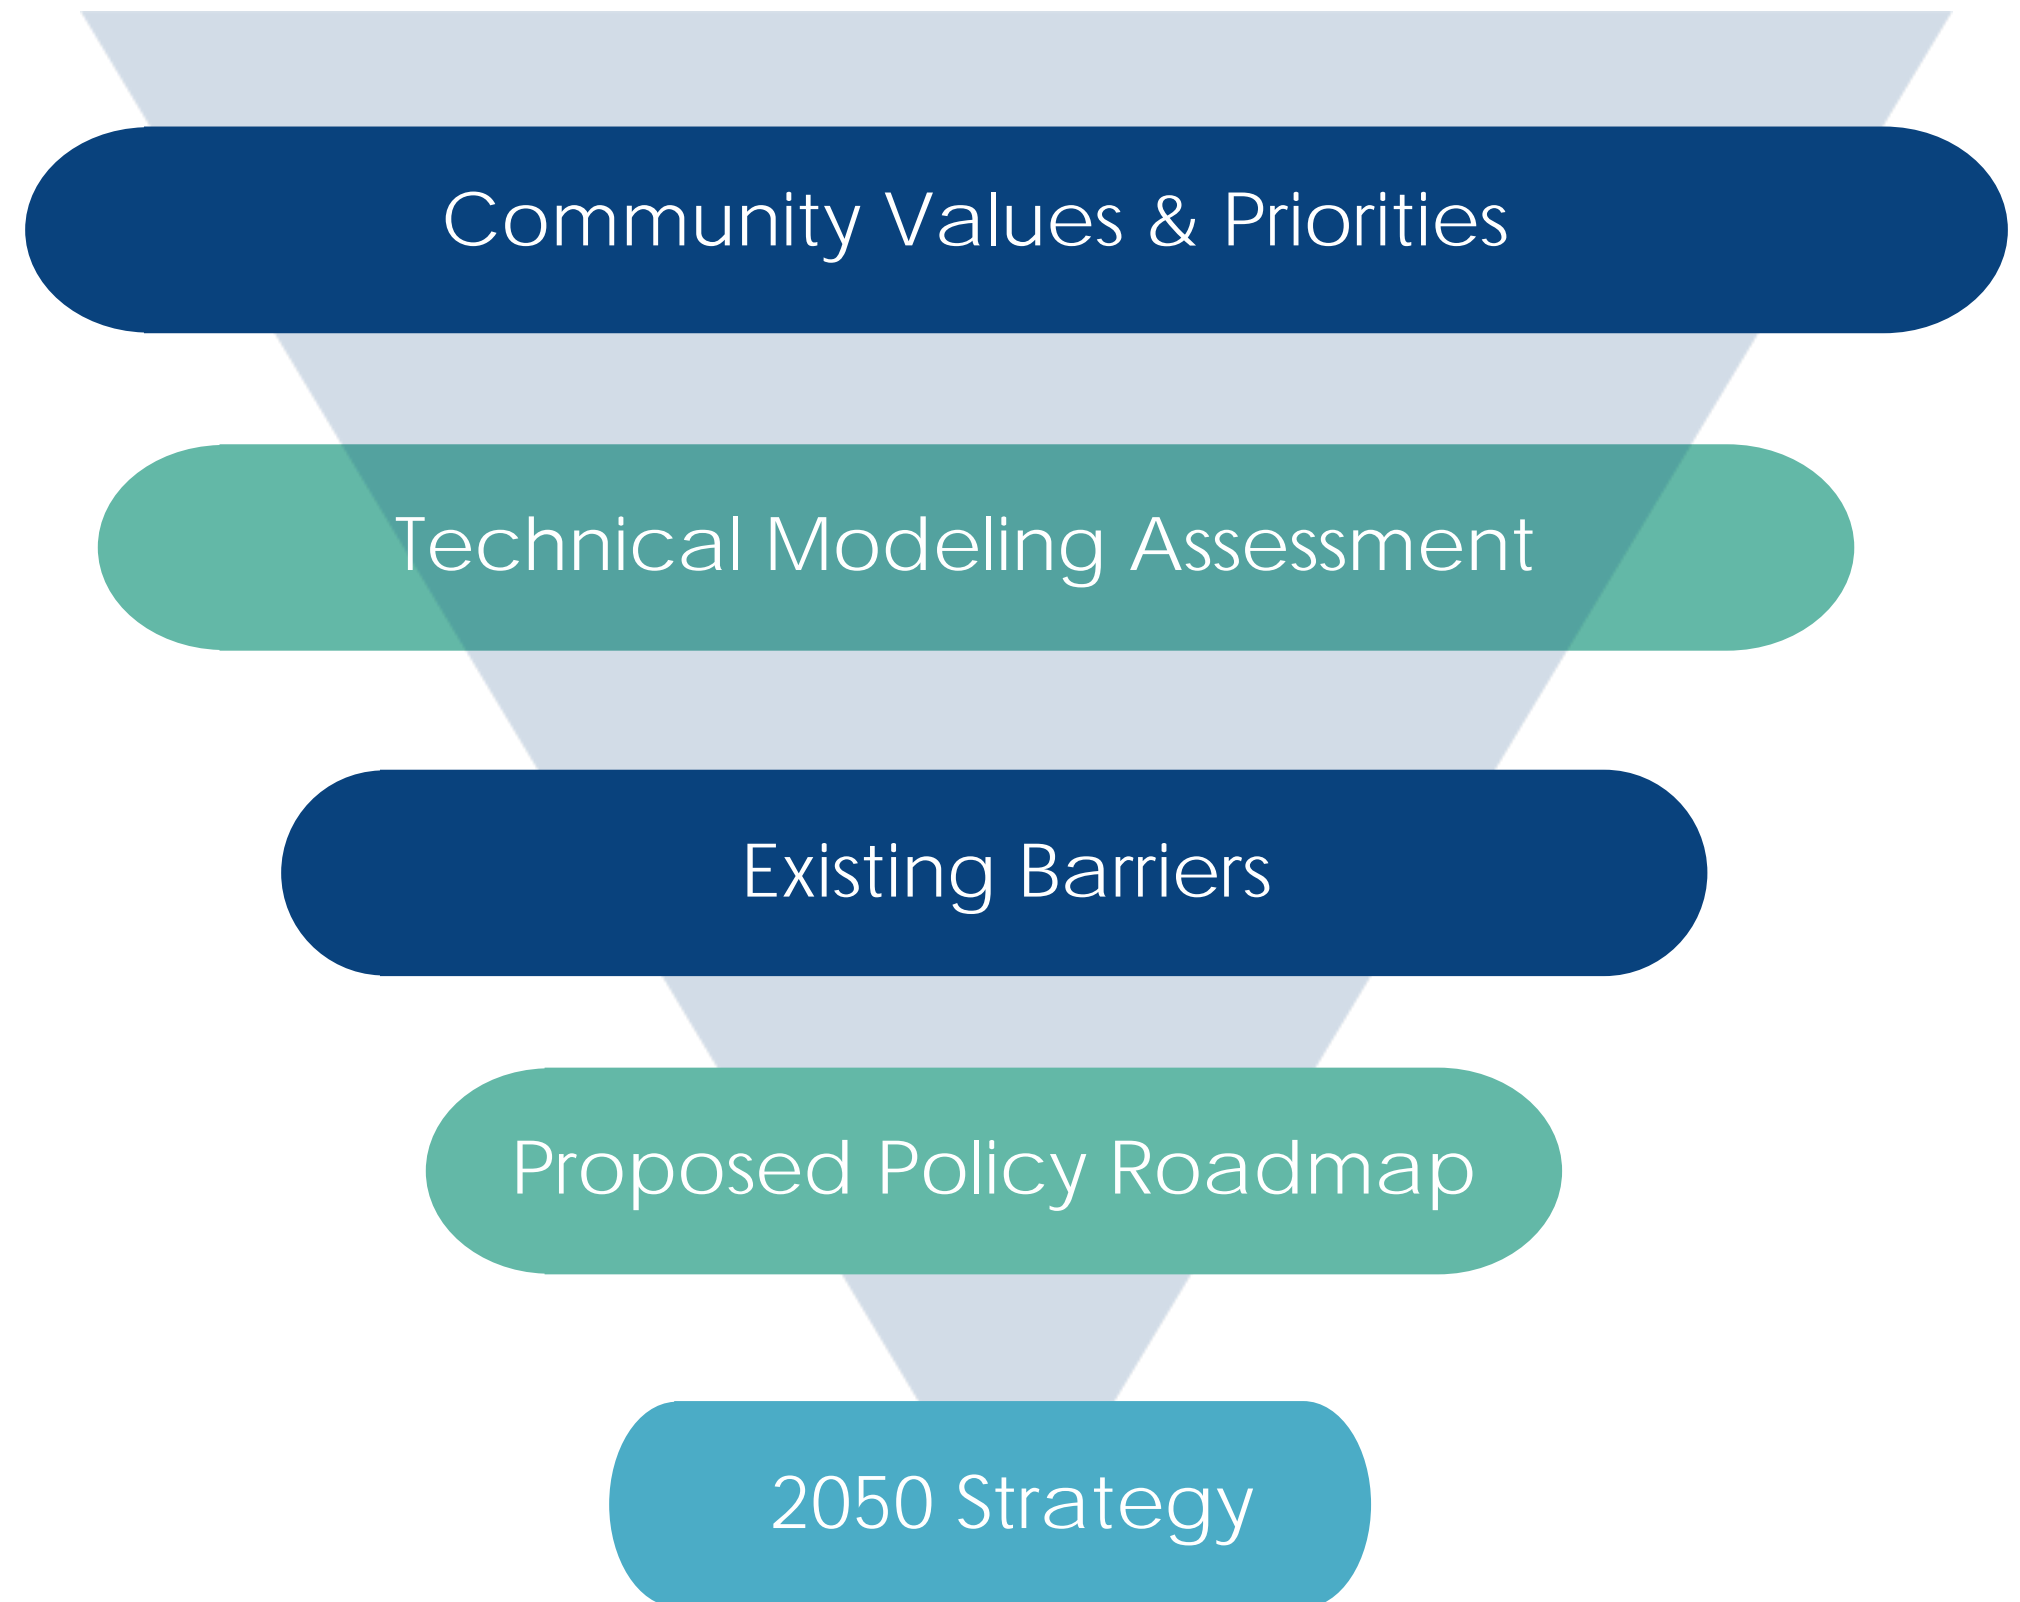 Community Values & Priorities
Technical Modeling Assessment
Existing Barriers
Proposed Policy Roadmap
2050 Strategy